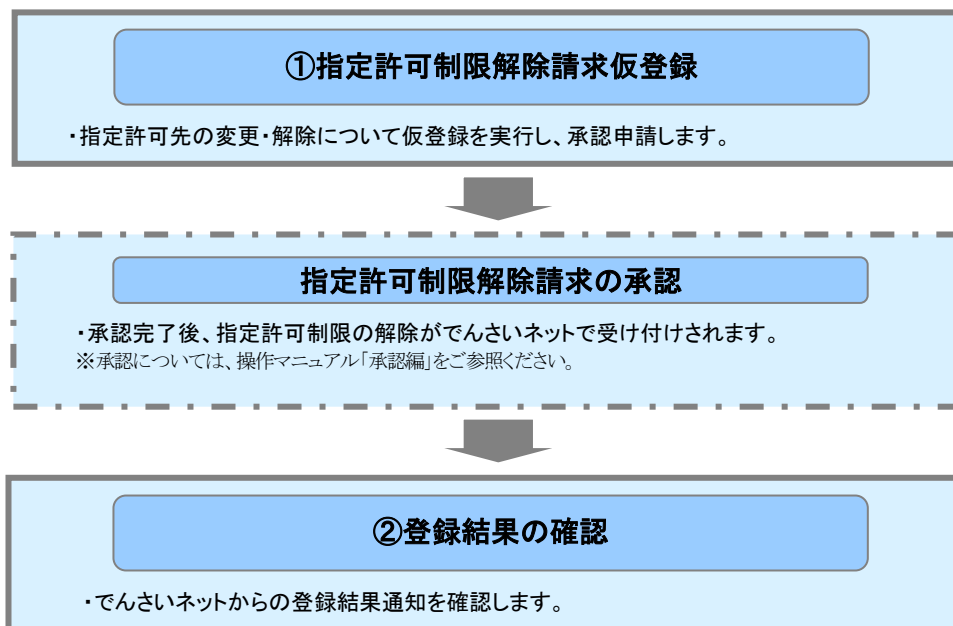 ①指定許可制限解除請求仮登録
・指定許可先の変更・解除について仮登録を実行し、承認申請します。
指定許可制限解除請求の承認
・承認完了後、指定許可制限の解除がでんさいネットで受け付けされます。
※承認については、操作マニュアル「承認編」をご参照ください。
②登録結果の確認
・でんさいネットからの登録結果通知を確認します。